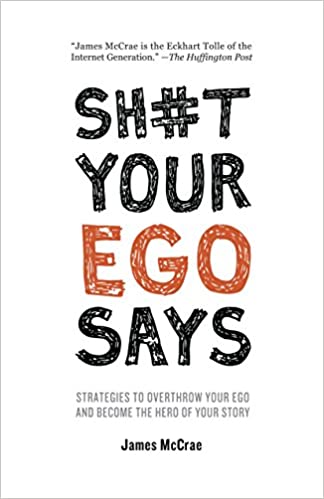 “James McCrae is the Eckhart Tolle of the
Internet Generation.” —The Huffington Post
SH#T
YOUR
EGO
SAYS
STRATEGIES TO OVERTHROW YOUR EGO
AND BECOME THE HERO OF YOUR STORY
James McCrae